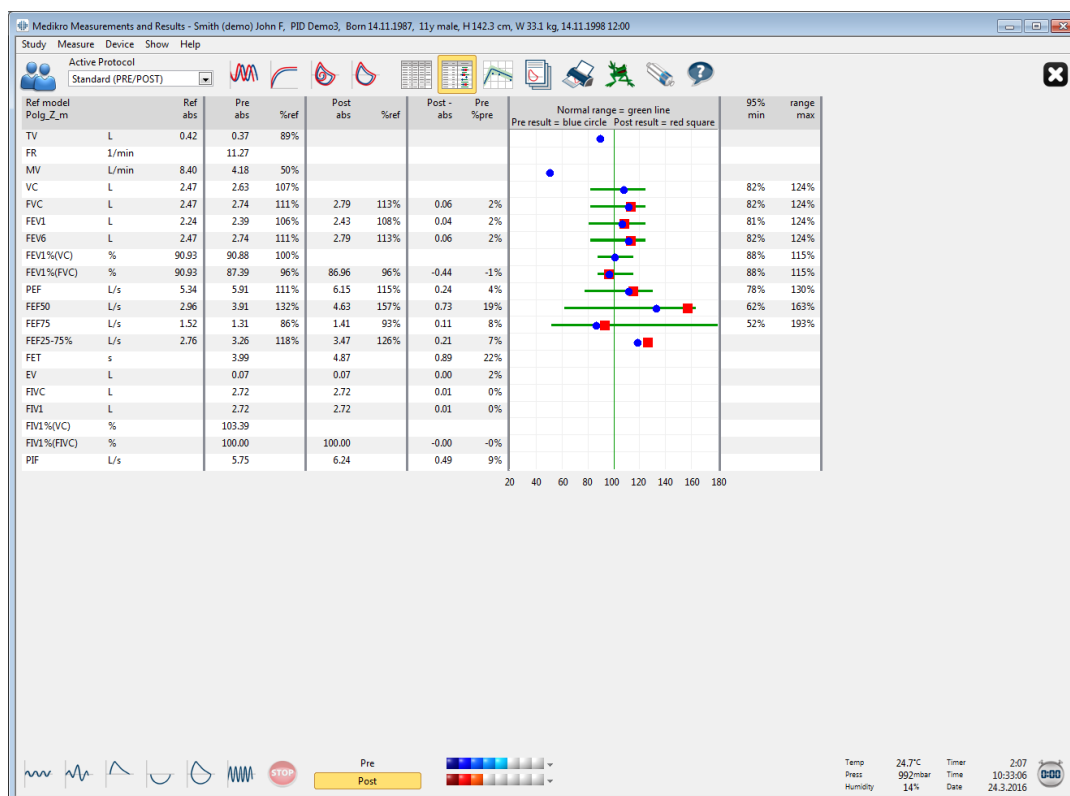 Medikro Measurements and Results - Smith (demo) John F,   PID Demo3,  Born 14.11.1987,   11y male, H 142.3 cm, W 33.1 kg, 14.11.1998 12:00
Study Measure Device Show Help
Active Protocol
Standard (PRE/POST)
Ref model Ref Pre Post Post - Pre Normal range = green line 95% range
Polg_Z_m abs abs %ref abs %ref abs %pre Pre result = blue circle Post result = red square min max
TV L 0.42 0.37 89%
FR 1/min 11.27
MV L/min 8.40 4.18 50%
VC L 2.47 2.63 107% 82% 124%
FVC L 2.47 2.74 111% 2.79 113% 0.06 2% 82% 124%
FEV1 L 2.24 2.39 106% 2.43 108% 0.04 2% 81% 124%
FEV6 L 2.47 2.74 111% 2.79 113% 0.06 2% 82% 124%
FEV1%(VC) % 90.93 90.88 100% 88% 115%
FEV1%(FVC) % 90.93 87.39 96% 86.96 96% -0.44 -1% 88% 115%
PEF L/s 5.34 5.91 111% 6.15 115% 0.24 4% 78% 130%
FEF50 L/s 2.96 3.91 132% 4.63 157% 0.73 19% 62% 163%
FEF75 L/s 1.52 1.31 86% 1.41 93% 0.11 8% 52% 193%
FEF25-75% L/s 2.76 3.26 118% 3.47 126% 0.21 7%
FET s 3.99 4.87 0.89 22%
EV L 0.07 0.07 0.00 2%
FIVC L 2.72 2.72 0.01 0%
FIV1 L 2.72 2.72 0.01 0%
FIV1%(VC) % 103.39
FIV1%(FIVC) % 100.00 100.00 -0.00 -0%
PIF L/s 5.75 6.24 0.49 9%
20 40 60 80 100 120 140 160 180
STOP
Pre
Post
Temp 24.7°C Timer 2:07
Press 992mbar Time 10:33:06
Humidity 14% Date 24.3.2016
0:00